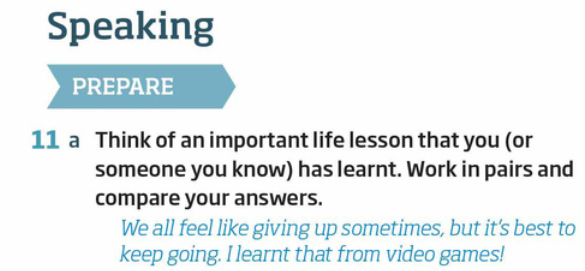 Speaking
PREPARE
11 a Think of an important life lesson that you (or
someone you know) has learnt. Work in pairs and
compare your answers.
We all feel like giving up sometimes, but it's best to
keep going. I learnt that from video games!